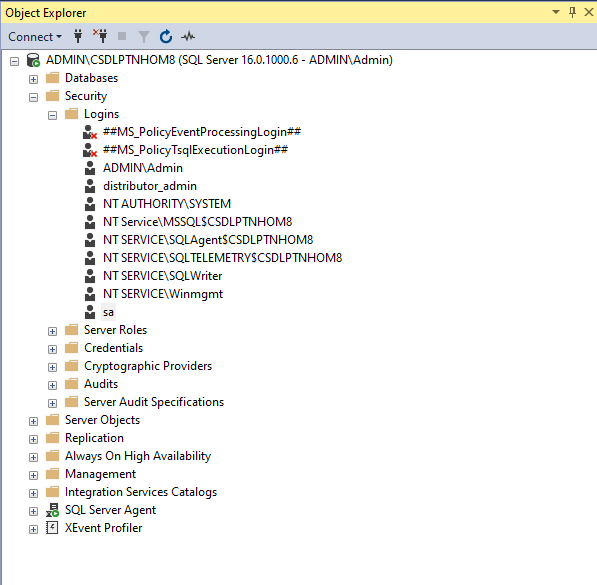 Object Explorer
Connect
ADMIN\CSDLPTNHOM8 (SQL Server 16.0.1000.6 - ADMIN\Admin)
Databases
Security
Logins
##MS_PolicyEventProcessingLogin##
##MS_PolicyTsqlExecutionLogin##
ADMIN\Admin
distributor_admin
NT AUTHORITY\SYSTEM
NT Service\MSSQL$CSDLPTNHOM8
NT SERVICE\SQLAgent$CSDLPTNHOM8
NT SERVICE\SQLTELEMETRY$CSDLPTNHOM8
NT SERVICE\SQLWriter
NT SERVICE\Winmgmt
sa
Server Roles
Credentials
Cryptographic Providers
Audits
Server Audit Specifications
Server Objects
Replication
Always On High Availability
Management
Integration Services Catalogs
SQL Server Agent
XEvent Profiler